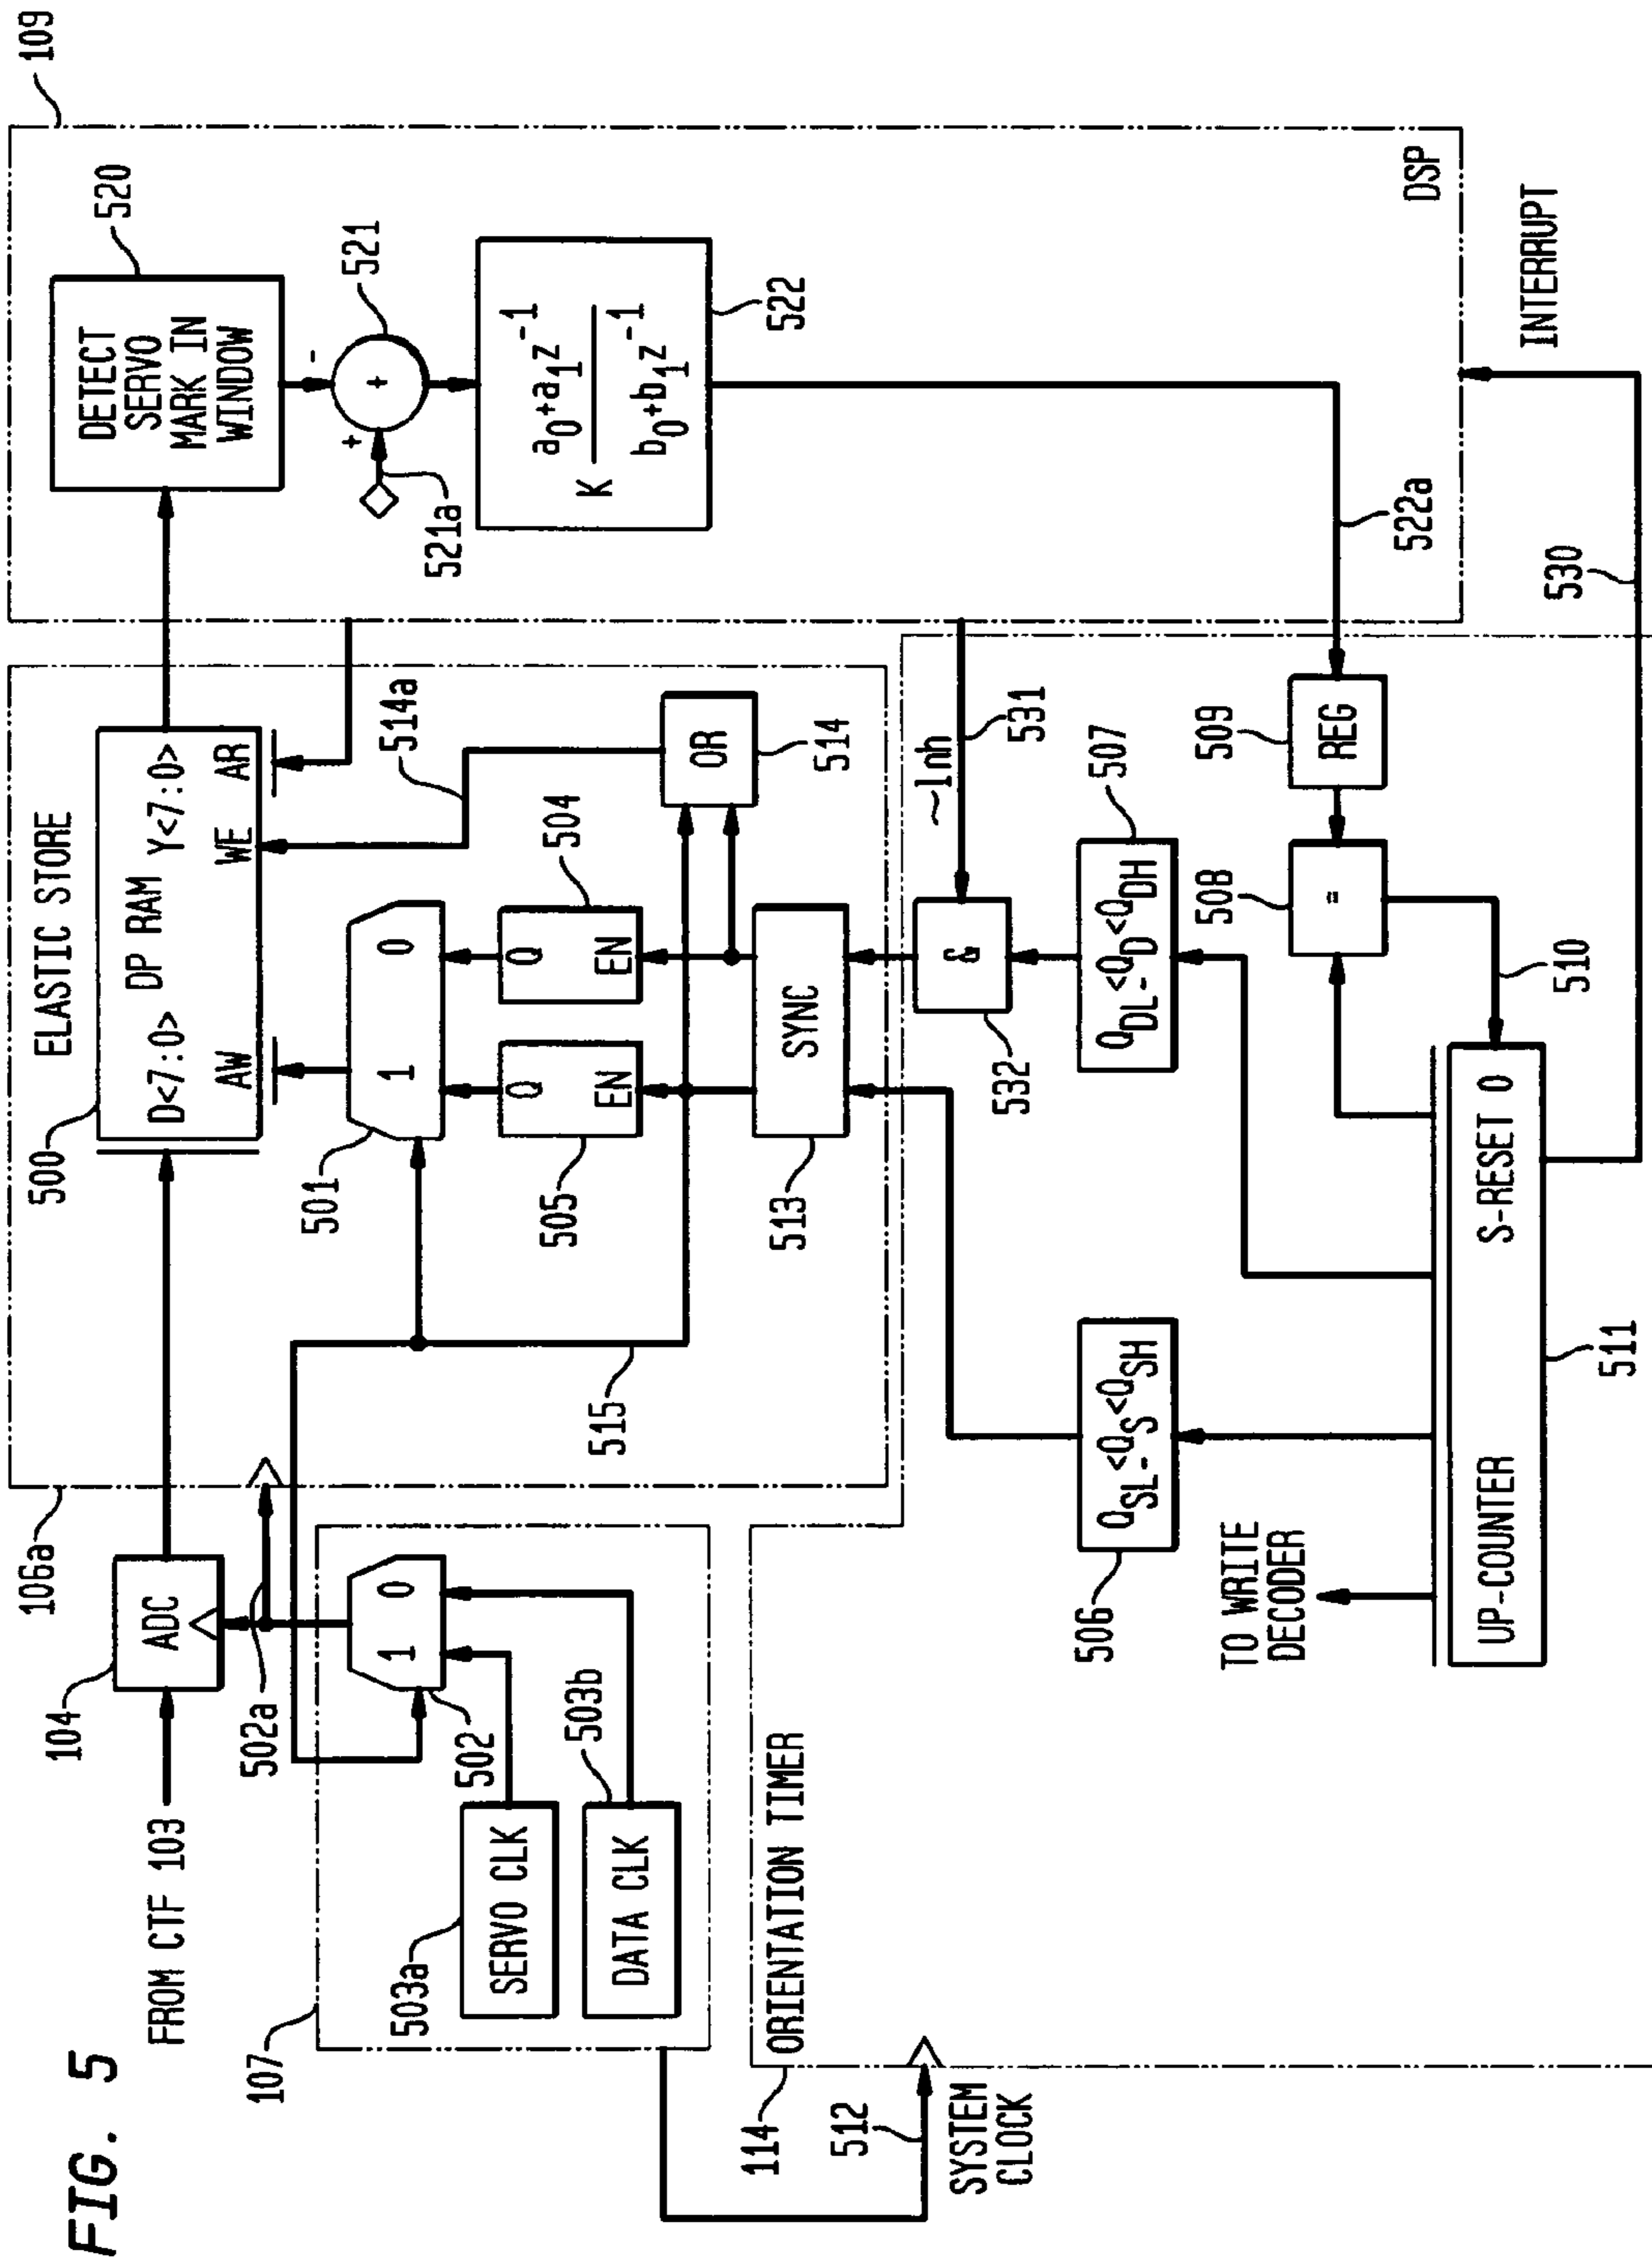 FIG. 5
FROM CTF 103
104
ADC
106a
502a
107
SERVO CLK
503a
DATA CLK
503b
1 0
502
ELASTIC STORE
500
D<7:0> DP RAM Y<7:0>
AW WE AR
501
1 0
505
Q
EN
504
Q
EN
513
SYNC
514
OR
514a
515
109
DETECT
SERVO
MARK IN
WINDOW
520
521
+
+
-
521a
K
a0+a1z-1
b0+b1z-1
522
522a
DSP
INTERRUPT
530
~Inh
531
&
532
114
ORIENTATION TIMER
512
SYSTEM
CLOCK
QSL-<QS<QSH
506
QDL-<QD<QDH
507
508
=
509
REG
510
TO WRITE
DECODER
UP-COUNTER S-RESET 0
511